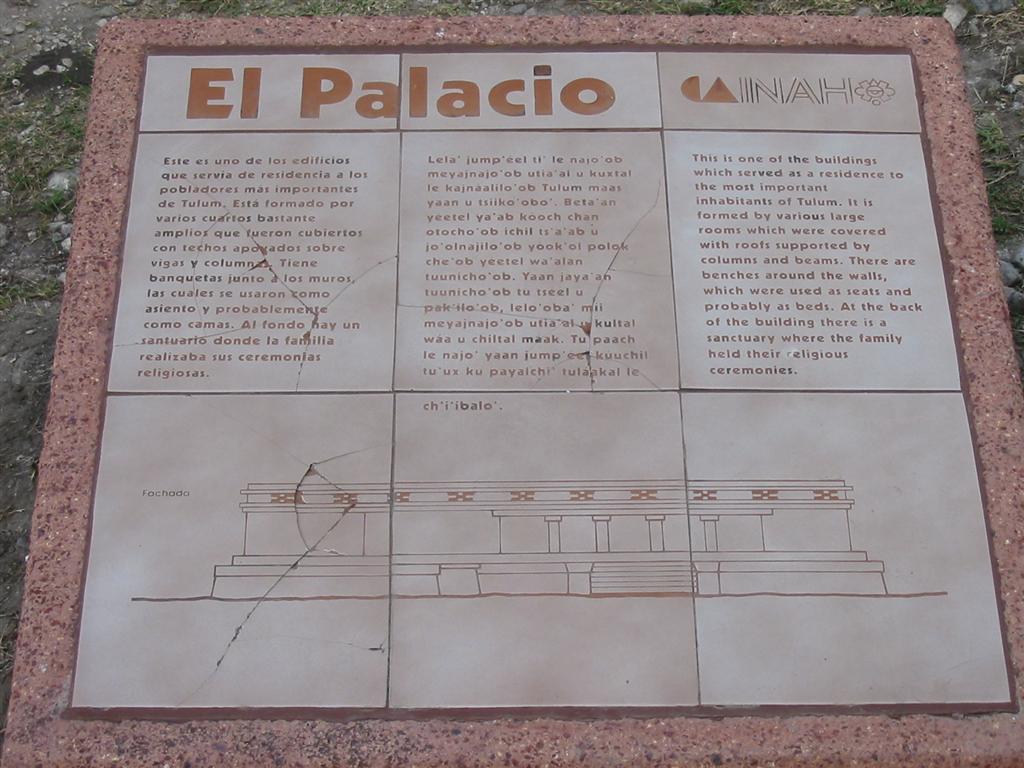 El Palacio
INAH
Este es uno de los edificios
que servía de residencia a los
pobladores más importantes
de Tulum. Está formado por
varios cuartos bastante
amplios que fueron cubiertos
con techos apoyados sobre
vigas y columnas. Tiene
banquetas junto a los muros,
las cuales se usaron como
asiento y probablemente
como camas. Al fondo hay un
santuario donde la familia
realizaba sus ceremonias
religiosas.
Lela' jump'éel ti' le najo'ob
meyajnajo'ob utia'al u kuxtal
le kajnáalilo'ob Tulum maas
yaan u tsiiko'obo'. Beta'an
yéetel ya'ab kooch chan
otocho'ob ichil ts'a'ab u
jo'olnajilo'ob yóok'ol polok
che'ob yéetel wa'alan
tuunicho'ob. Yaan jaya'an
tuunicho'ob tu tséel u
pak'ilo'ob, lelo'oba' mii
meyajnajo'ob utia'al u kultal
wáa u chiltal maak. Tu paach
le najo' yaan jump'éel kúuchil
tu'ux ku payalchi' tuláakal le
ch'i'íbalo'.
This is one of the buildings
which served as a residence to
the most important
inhabitants of Tulum. It is
formed by various large
rooms which were covered
with roofs supported by
columns and beams. There are
benches around the walls,
which were used as seats and
probably as beds. At the back
of the building there is a
sanctuary where the family
held their religious
ceremonies.
Fachada